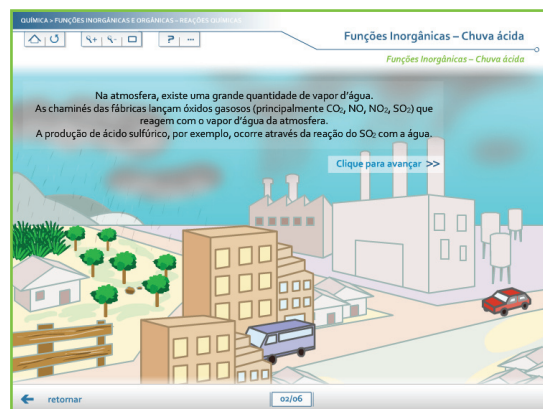 QUÍMICA > FUNÇÕES INORGÂNICAS E ORGÂNICAS – REAÇÕES QUÍMICAS
Funções Inorgânicas – Chuva ácida
Funções Inorgânicas – Chuva ácida
Na atmosfera, existe uma grande quantidade de vapor d'água.
As chaminés das fábricas lançam óxidos gasosos (principalmente CO₂, NO, NO₂, SO₂) que
reagem com o vapor d'água da atmosfera.
A produção de ácido sulfúrico, por exemplo, ocorre através da reação do SO₂ com a água.
Clique para avançar >>
retornar
02/06